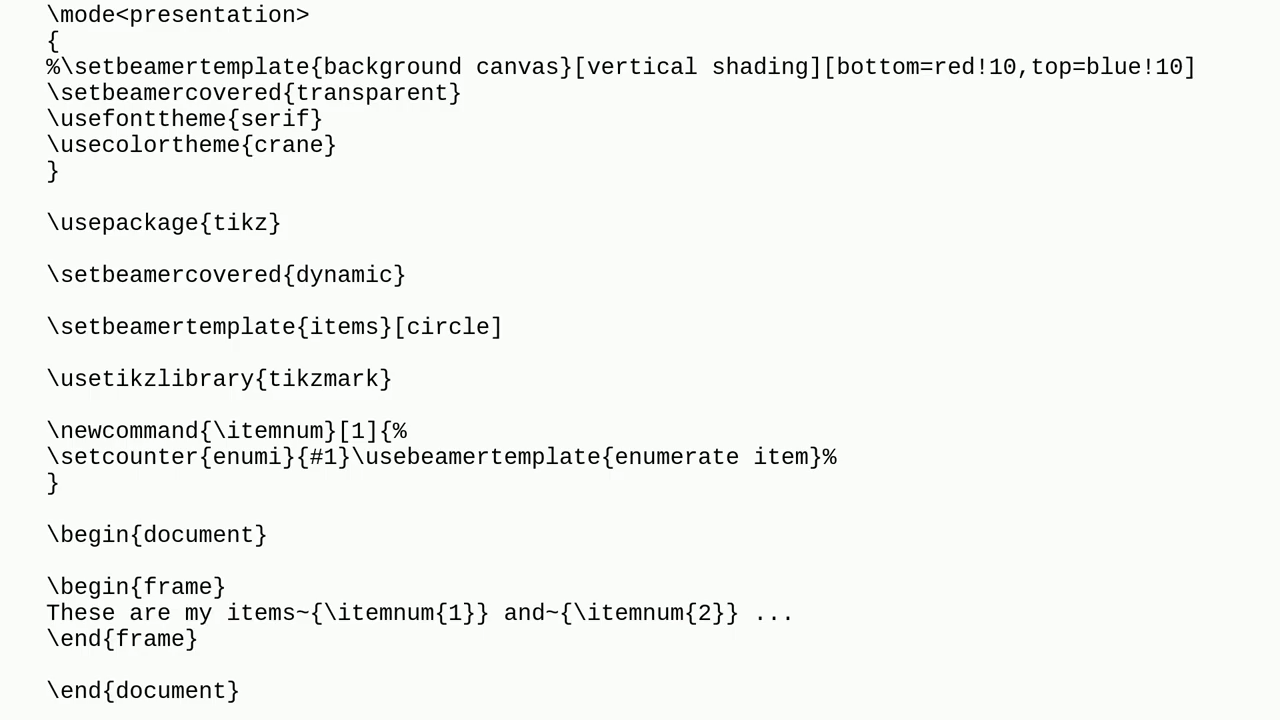 \mode<presentation>
{
%\setbeamertemplate{background canvas}[vertical shading][bottom=red!10,top=blue!10]
\setbeamercovered{transparent}
\usefonttheme{serif}
\usecolortheme{crane}
}
\usepackage{tikz}
\setbeamercovered{dynamic}
\setbeamertemplate{items}[circle]
\usetikzlibrary{tikzmark}
\newcommand{\itemnum}[1]{%
\setcounter{enumi}{#1}\usebeamertemplate{enumerate item}%
}
\begin{document}
\begin{frame}
These are my items~{\itemnum{1}} and~{\itemnum{2}} ...
\end{frame}
\end{document}